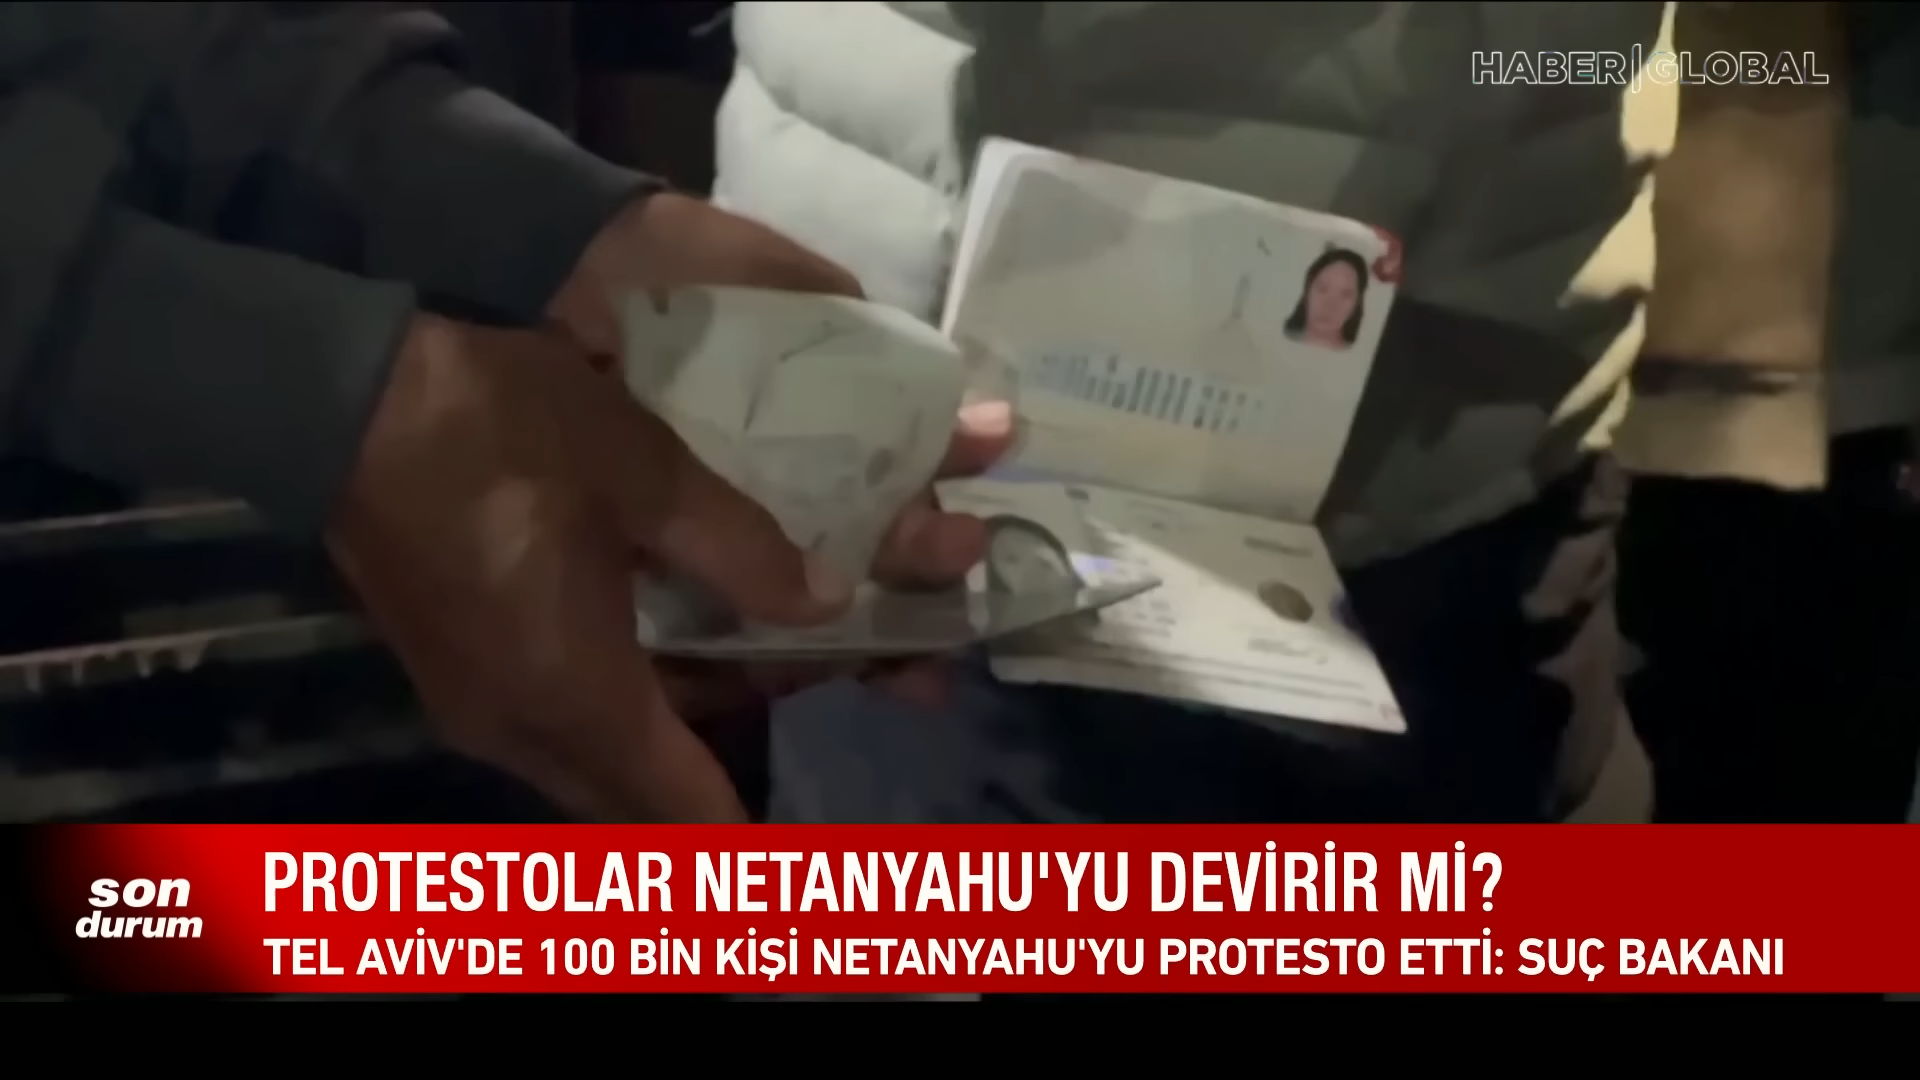 HABER GLOBAL
son
durum
PROTESTOLAR NETANYAHU'YU DEVİRİR Mİ?
TEL AVİV'DE 100 BİN KİŞİ NETANYAHU'YU PROTESTO ETTİ: SUÇ BAKANI